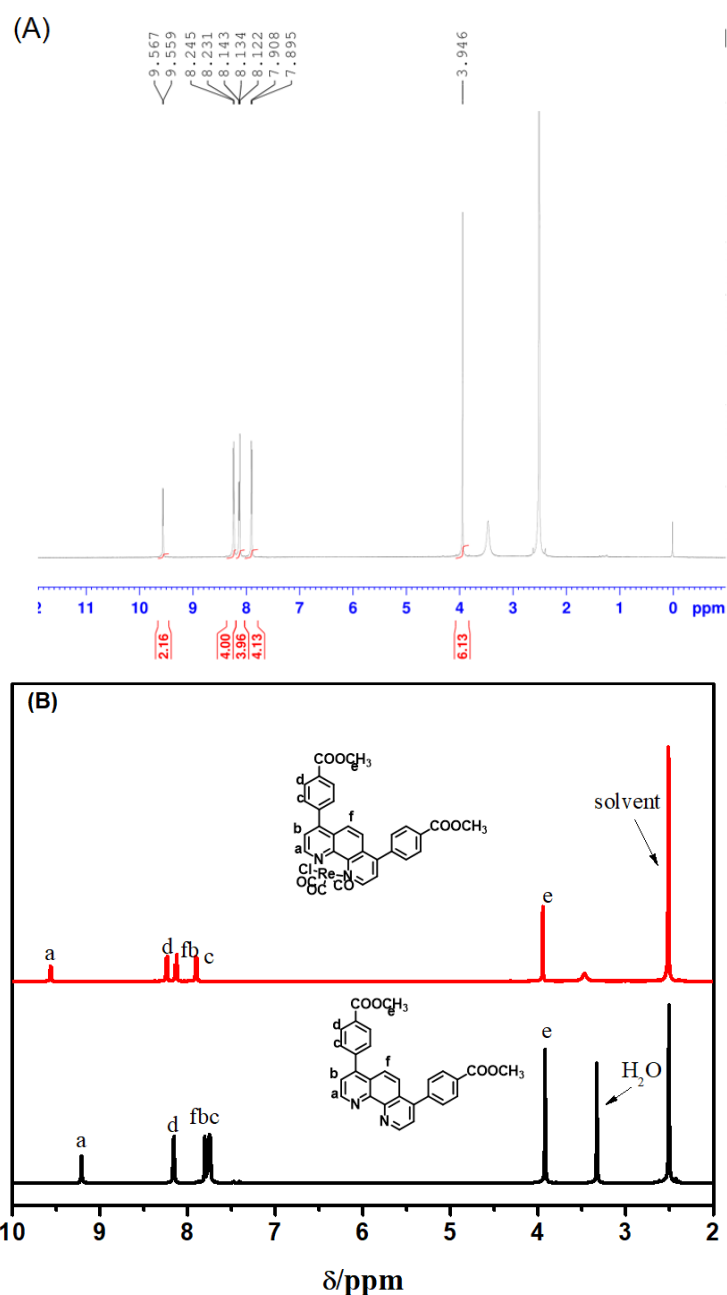 (A)
9.567
9.559
8.245
8.231
8.143
8.134
8.122
7.908
7.895
3.946
2 11 10 9 8 7 6 5 4 3 2 1 0 ppm
2.16
4.00
3.96
4.13
6.13
(B)
COOCH3
e
d
c
b
f
COOCH3
a
N
Cl
Re
N
OC
OC
CO
solvent
a
d
fb
c
e
COOCH3
e
d
c
b
f
COOCH3
a
N
N
H2O
a
d
fbc
e
10 9 8 7 6 5 4 3 2
δ/ppm